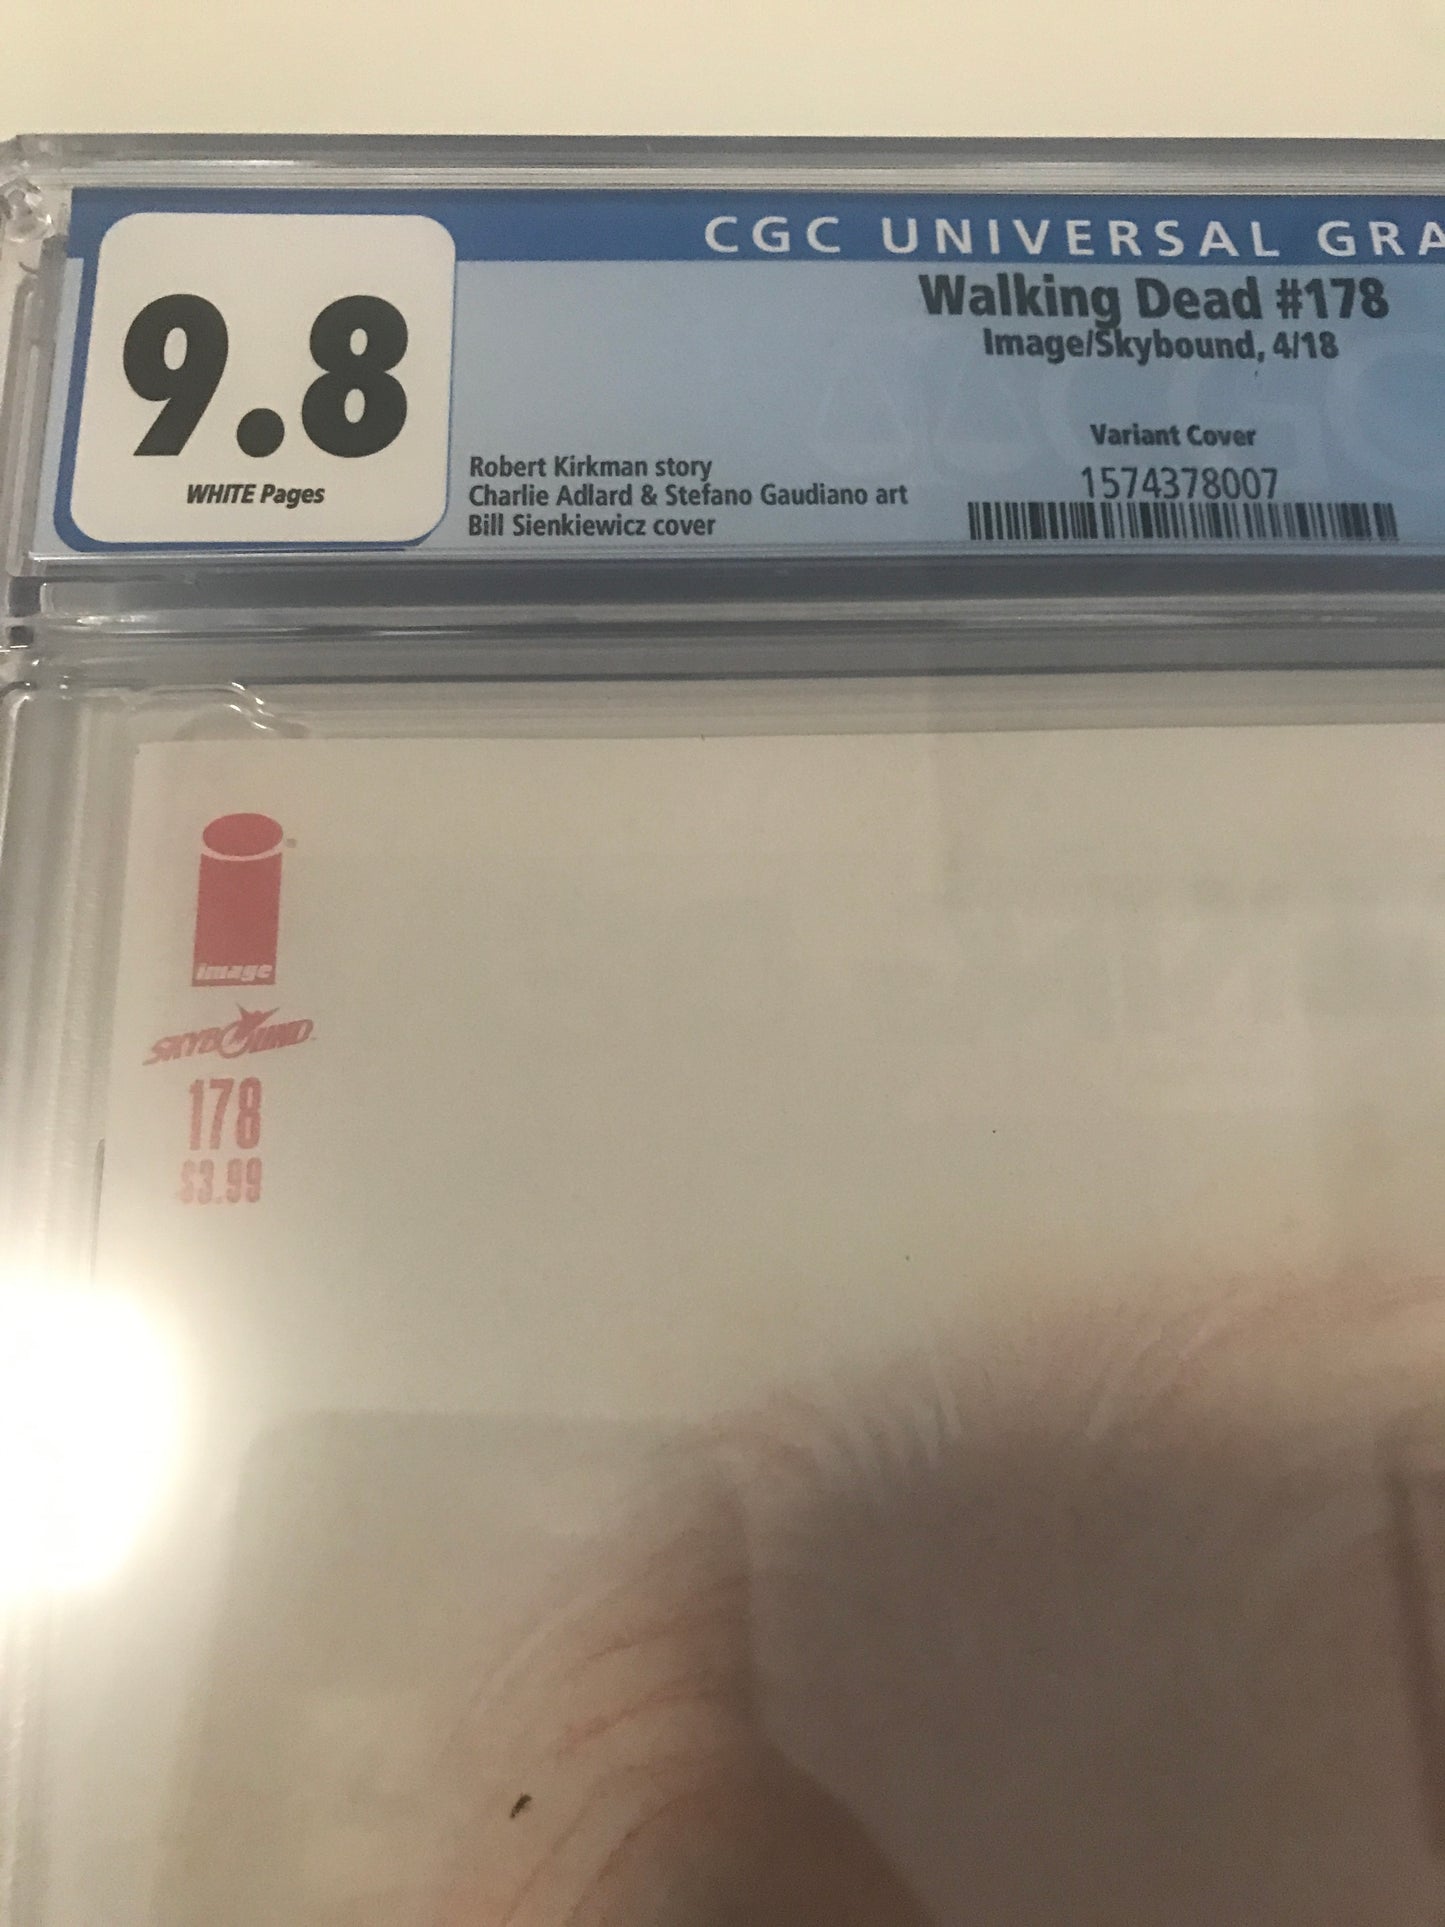 CGC UNIVERSAL GRA
9.8
WHITE Pages
Walking Dead #178
Image/Skybound, 4/18
Variant Cover
1574378007
Robert Kirkman story
Charlie Adlard & Stefano Gaudiano art
Bill Sienkiewicz cover
image
SKYBOUND
178
$3.99